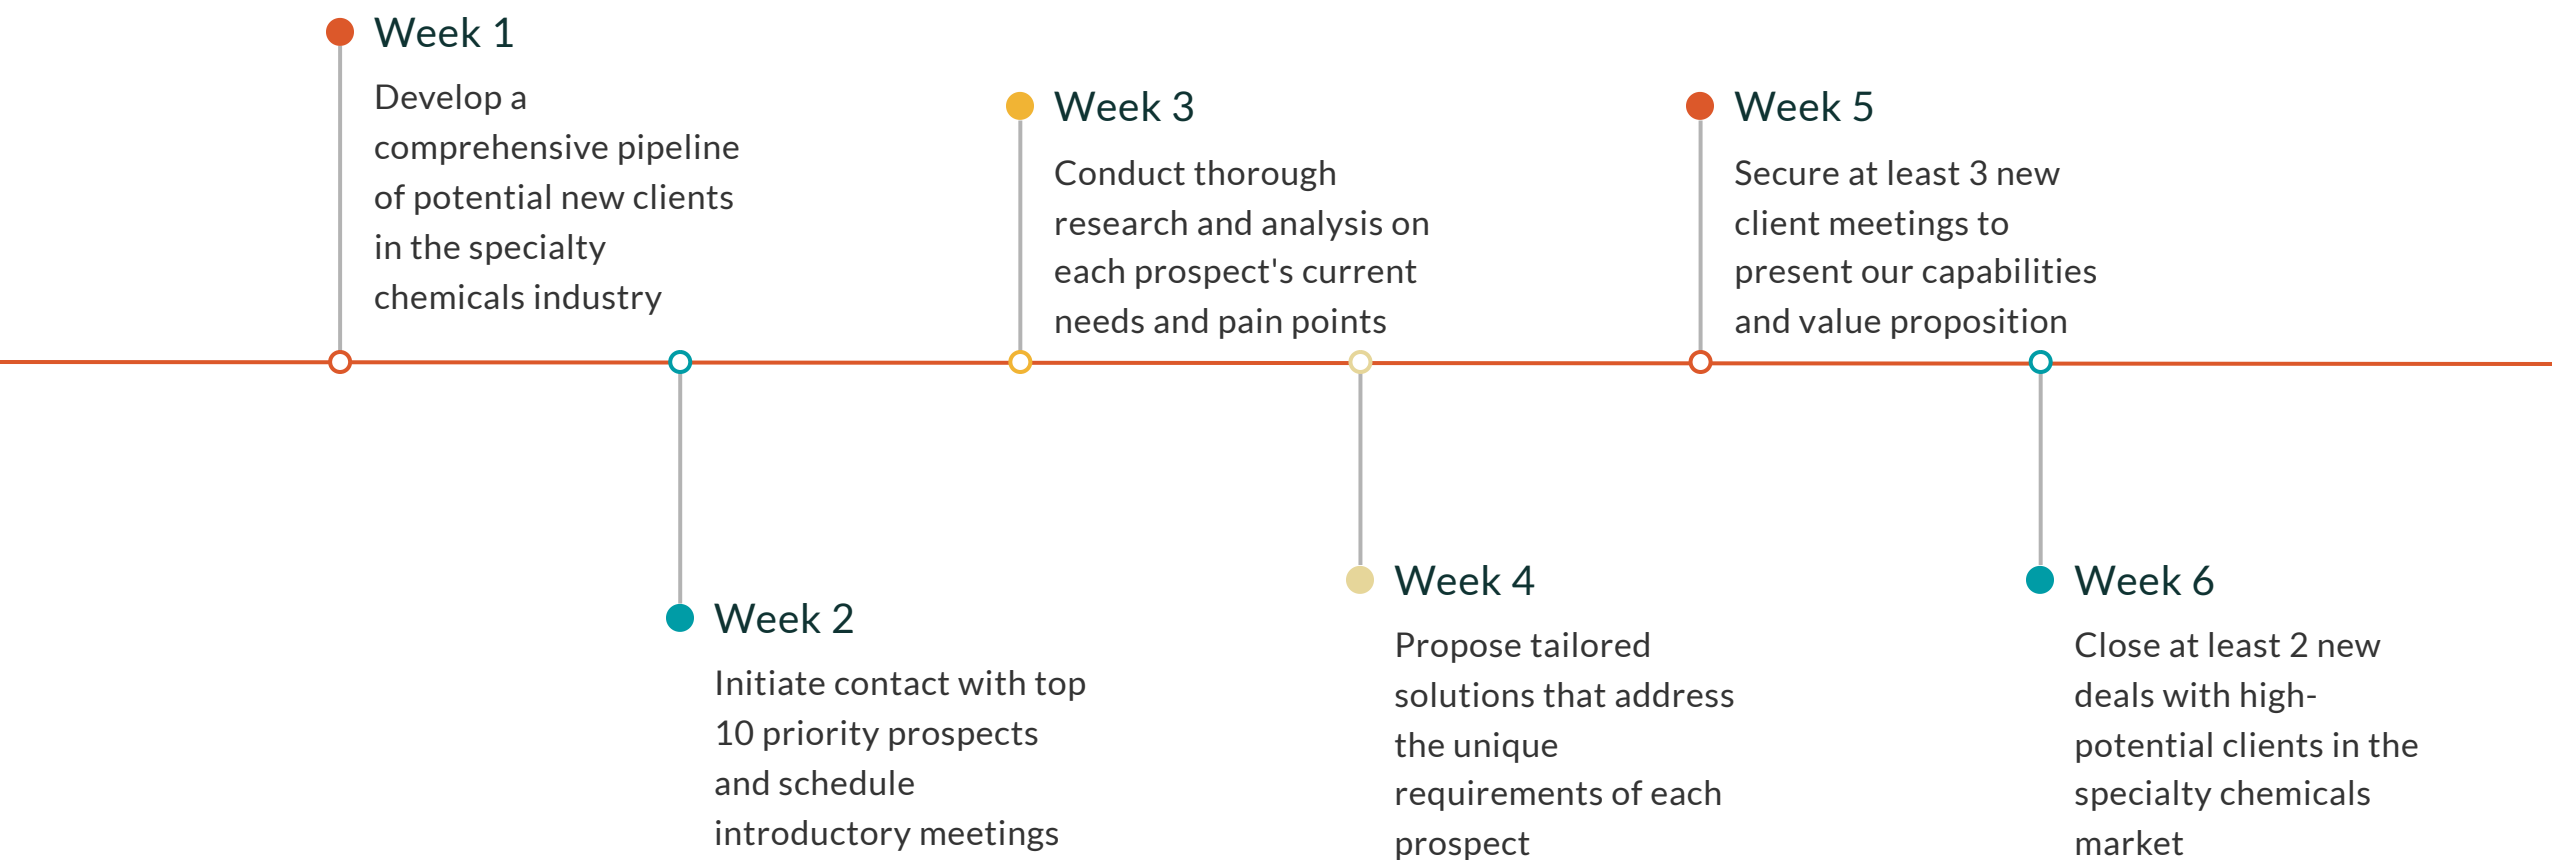 Week 1
Develop a
comprehensive pipeline
of potential new clients
in the specialty
chemicals industry
Week 2
Initiate contact with top
10 priority prospects
and schedule
introductory meetings
Week 3
Conduct thorough
research and analysis on
each prospect's current
needs and pain points
Week 4
Propose tailored
solutions that address
the unique
requirements of each
prospect
Week 5
Secure at least 3 new
client meetings to
present our capabilities
and value proposition
Week 6
Close at least 2 new
deals with high-
potential clients in the
specialty chemicals
market